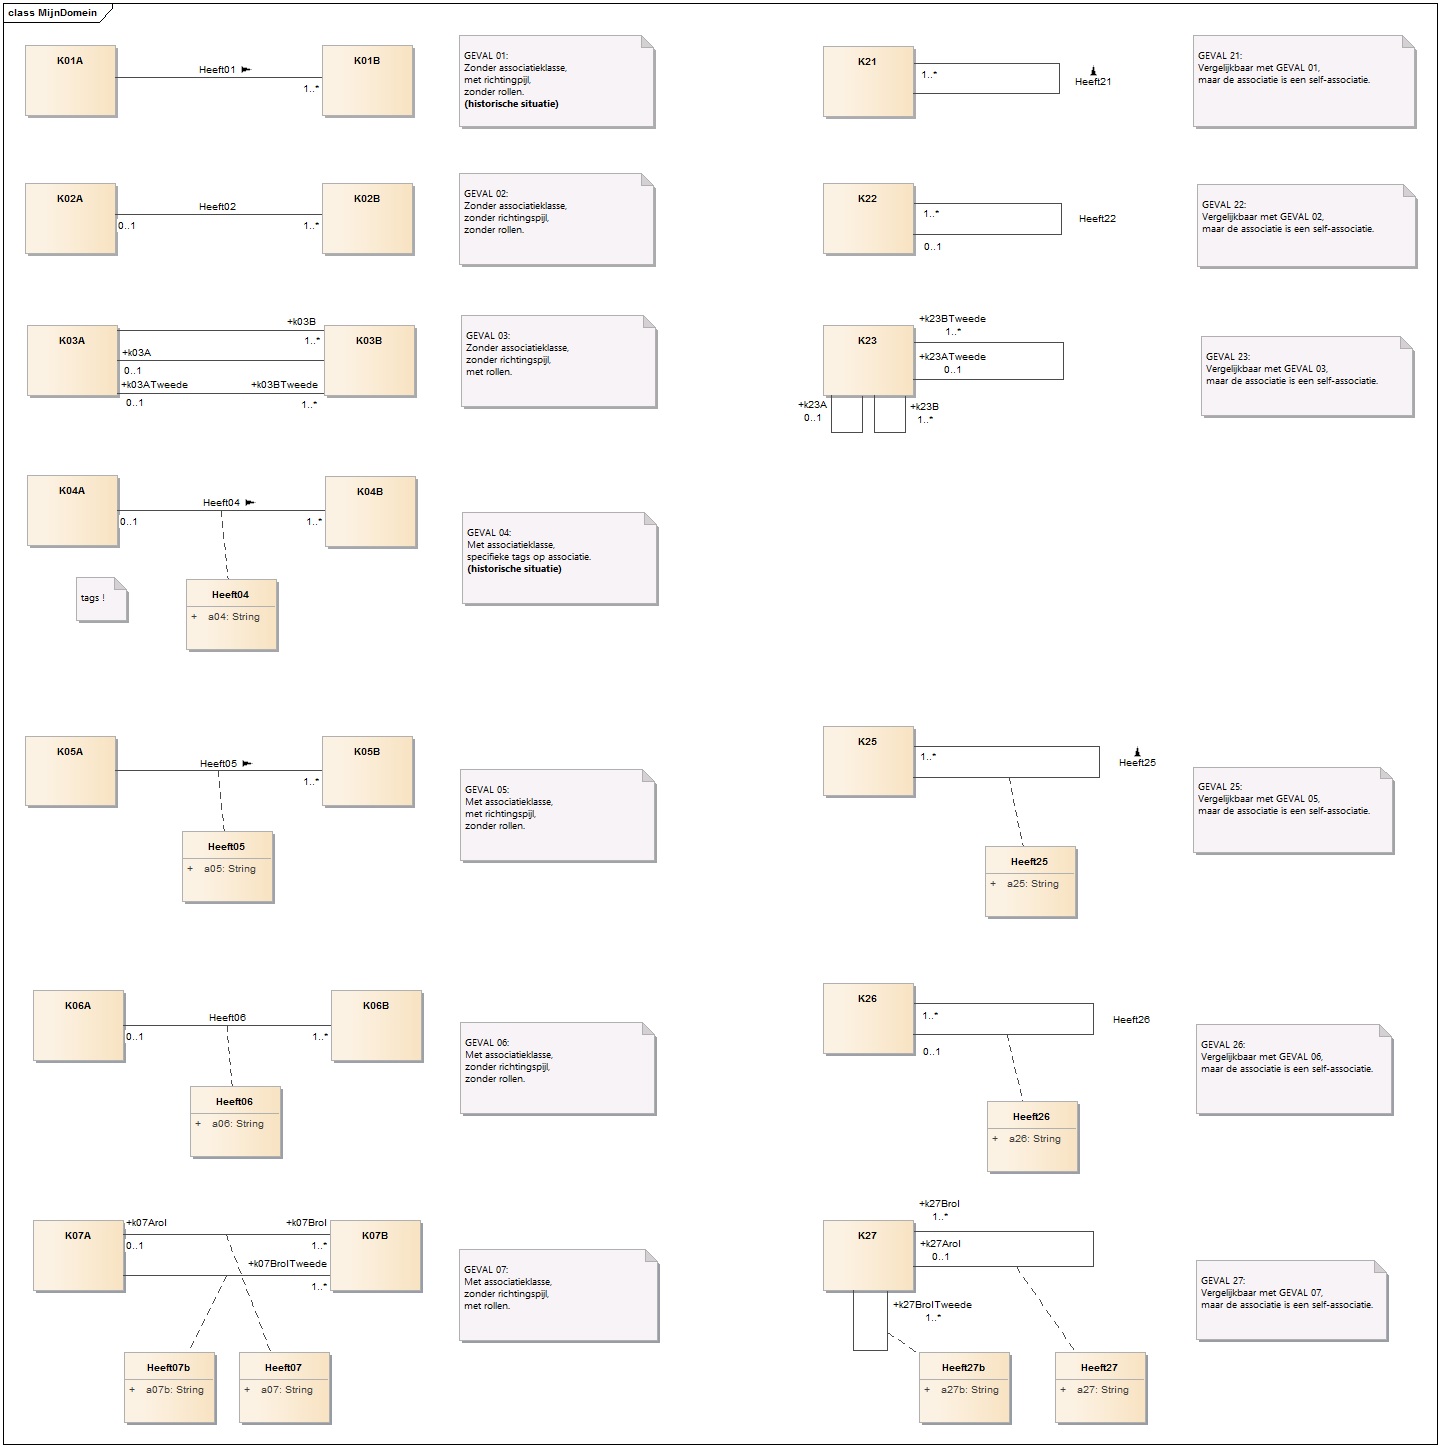 class MijnDomein
K01A
Heeft01
1..*
K01B
GEVAL 01:
Zonder associatieklasse,
met richtingpijl,
zonder rollen.
(historische situatie)
K21
1..*
Heeft21
GEVAL 21:
Vergelijkbaar met GEVAL 01,
maar de associatie is een self-associatie.
K02A
Heeft02
0..1
1..*
K02B
GEVAL 02:
Zonder associatieklasse,
zonder richtingspijl,
zonder rollen.
K22
1..*
0..1
Heeft22
GEVAL 22:
Vergelijkbaar met GEVAL 02,
maar de associatie is een self-associatie.
K03A
+k03B
1..*
+k03A
0..1
+k03ATweede
0..1
+k03BTweede
1..*
K03B
GEVAL 03:
Zonder associatieklasse,
zonder richtingspijl,
met rollen.
K23
+k23BTweede
1..*
+k23ATweede
0..1
+k23A
0..1
+k23B
1..*
GEVAL 23:
Vergelijkbaar met GEVAL 03,
maar de associatie is een self-associatie.
K04A
Heeft04
0..1
1..*
K04B
tags !
Heeft04
+ a04: String
GEVAL 04:
Met associatieklasse,
specifieke tags op associatie.
(historische situatie)
K05A
Heeft05
1..*
K05B
Heeft05
+ a05: String
GEVAL 05:
Met associatieklasse,
met richtingspijl,
zonder rollen.
K25
1..*
Heeft25
Heeft25
+ a25: String
GEVAL 25:
Vergelijkbaar met GEVAL 05,
maar de associatie is een self-associatie.
K06A
Heeft06
0..1
1..*
K06B
Heeft06
+ a06: String
GEVAL 06:
Met associatieklasse,
zonder richtingspijl,
zonder rollen.
K26
1..*
0..1
Heeft26
Heeft26
+ a26: String
GEVAL 26:
Vergelijkbaar met GEVAL 06,
maar de associatie is een self-associatie.
K07A
+k07Arol
0..1
+k07Brol
1..*
+k07BrolTweede
1..*
K07B
Heeft07b
+ a07b: String
Heeft07
+ a07: String
GEVAL 07:
Met associatieklasse,
zonder richtingspijl,
met rollen.
K27
+k27Brol
1..*
+k27Arol
0..1
+k27BrolTweede
1..*
Heeft27b
+ a27b: String
Heeft27
+ a27: String
GEVAL 27:
Vergelijkbaar met GEVAL 07,
maar de associatie is een self-associatie.